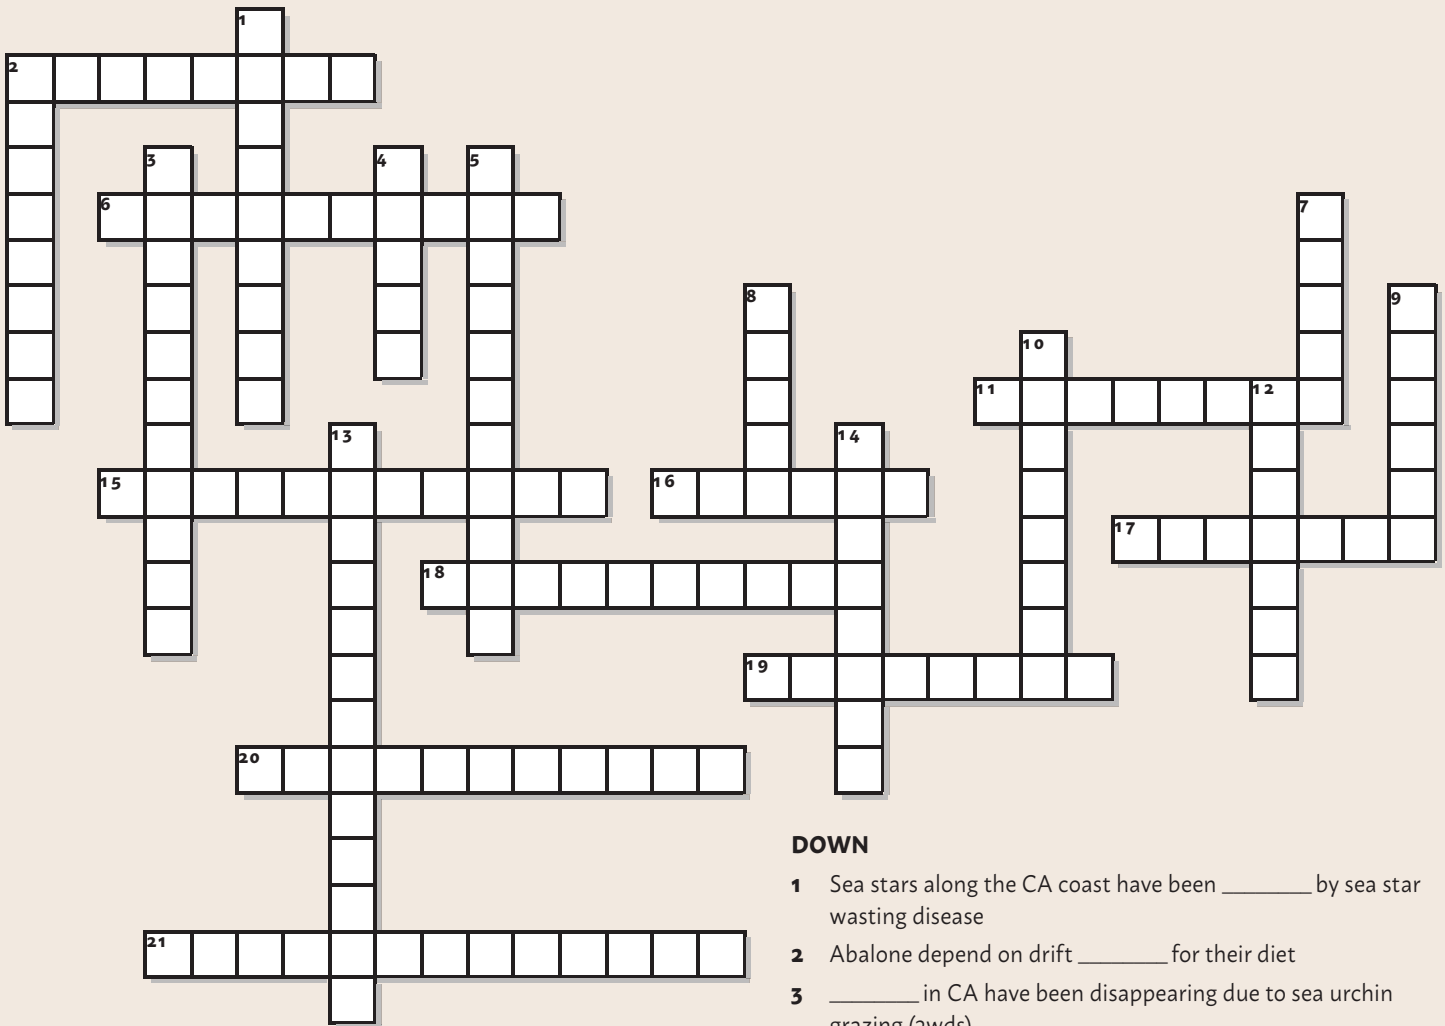 1
2
3 4 5
6
7
8
9
10
11 12
13 14
15 16
17
18
19
20
21
DOWN
1 Sea stars along the CA coast have been ________ by sea star
wasting disease
2 Abalone depend on drift ________ for their diet
3 ________ in CA have been disappearing due to sea urchin
grazing (2wds)